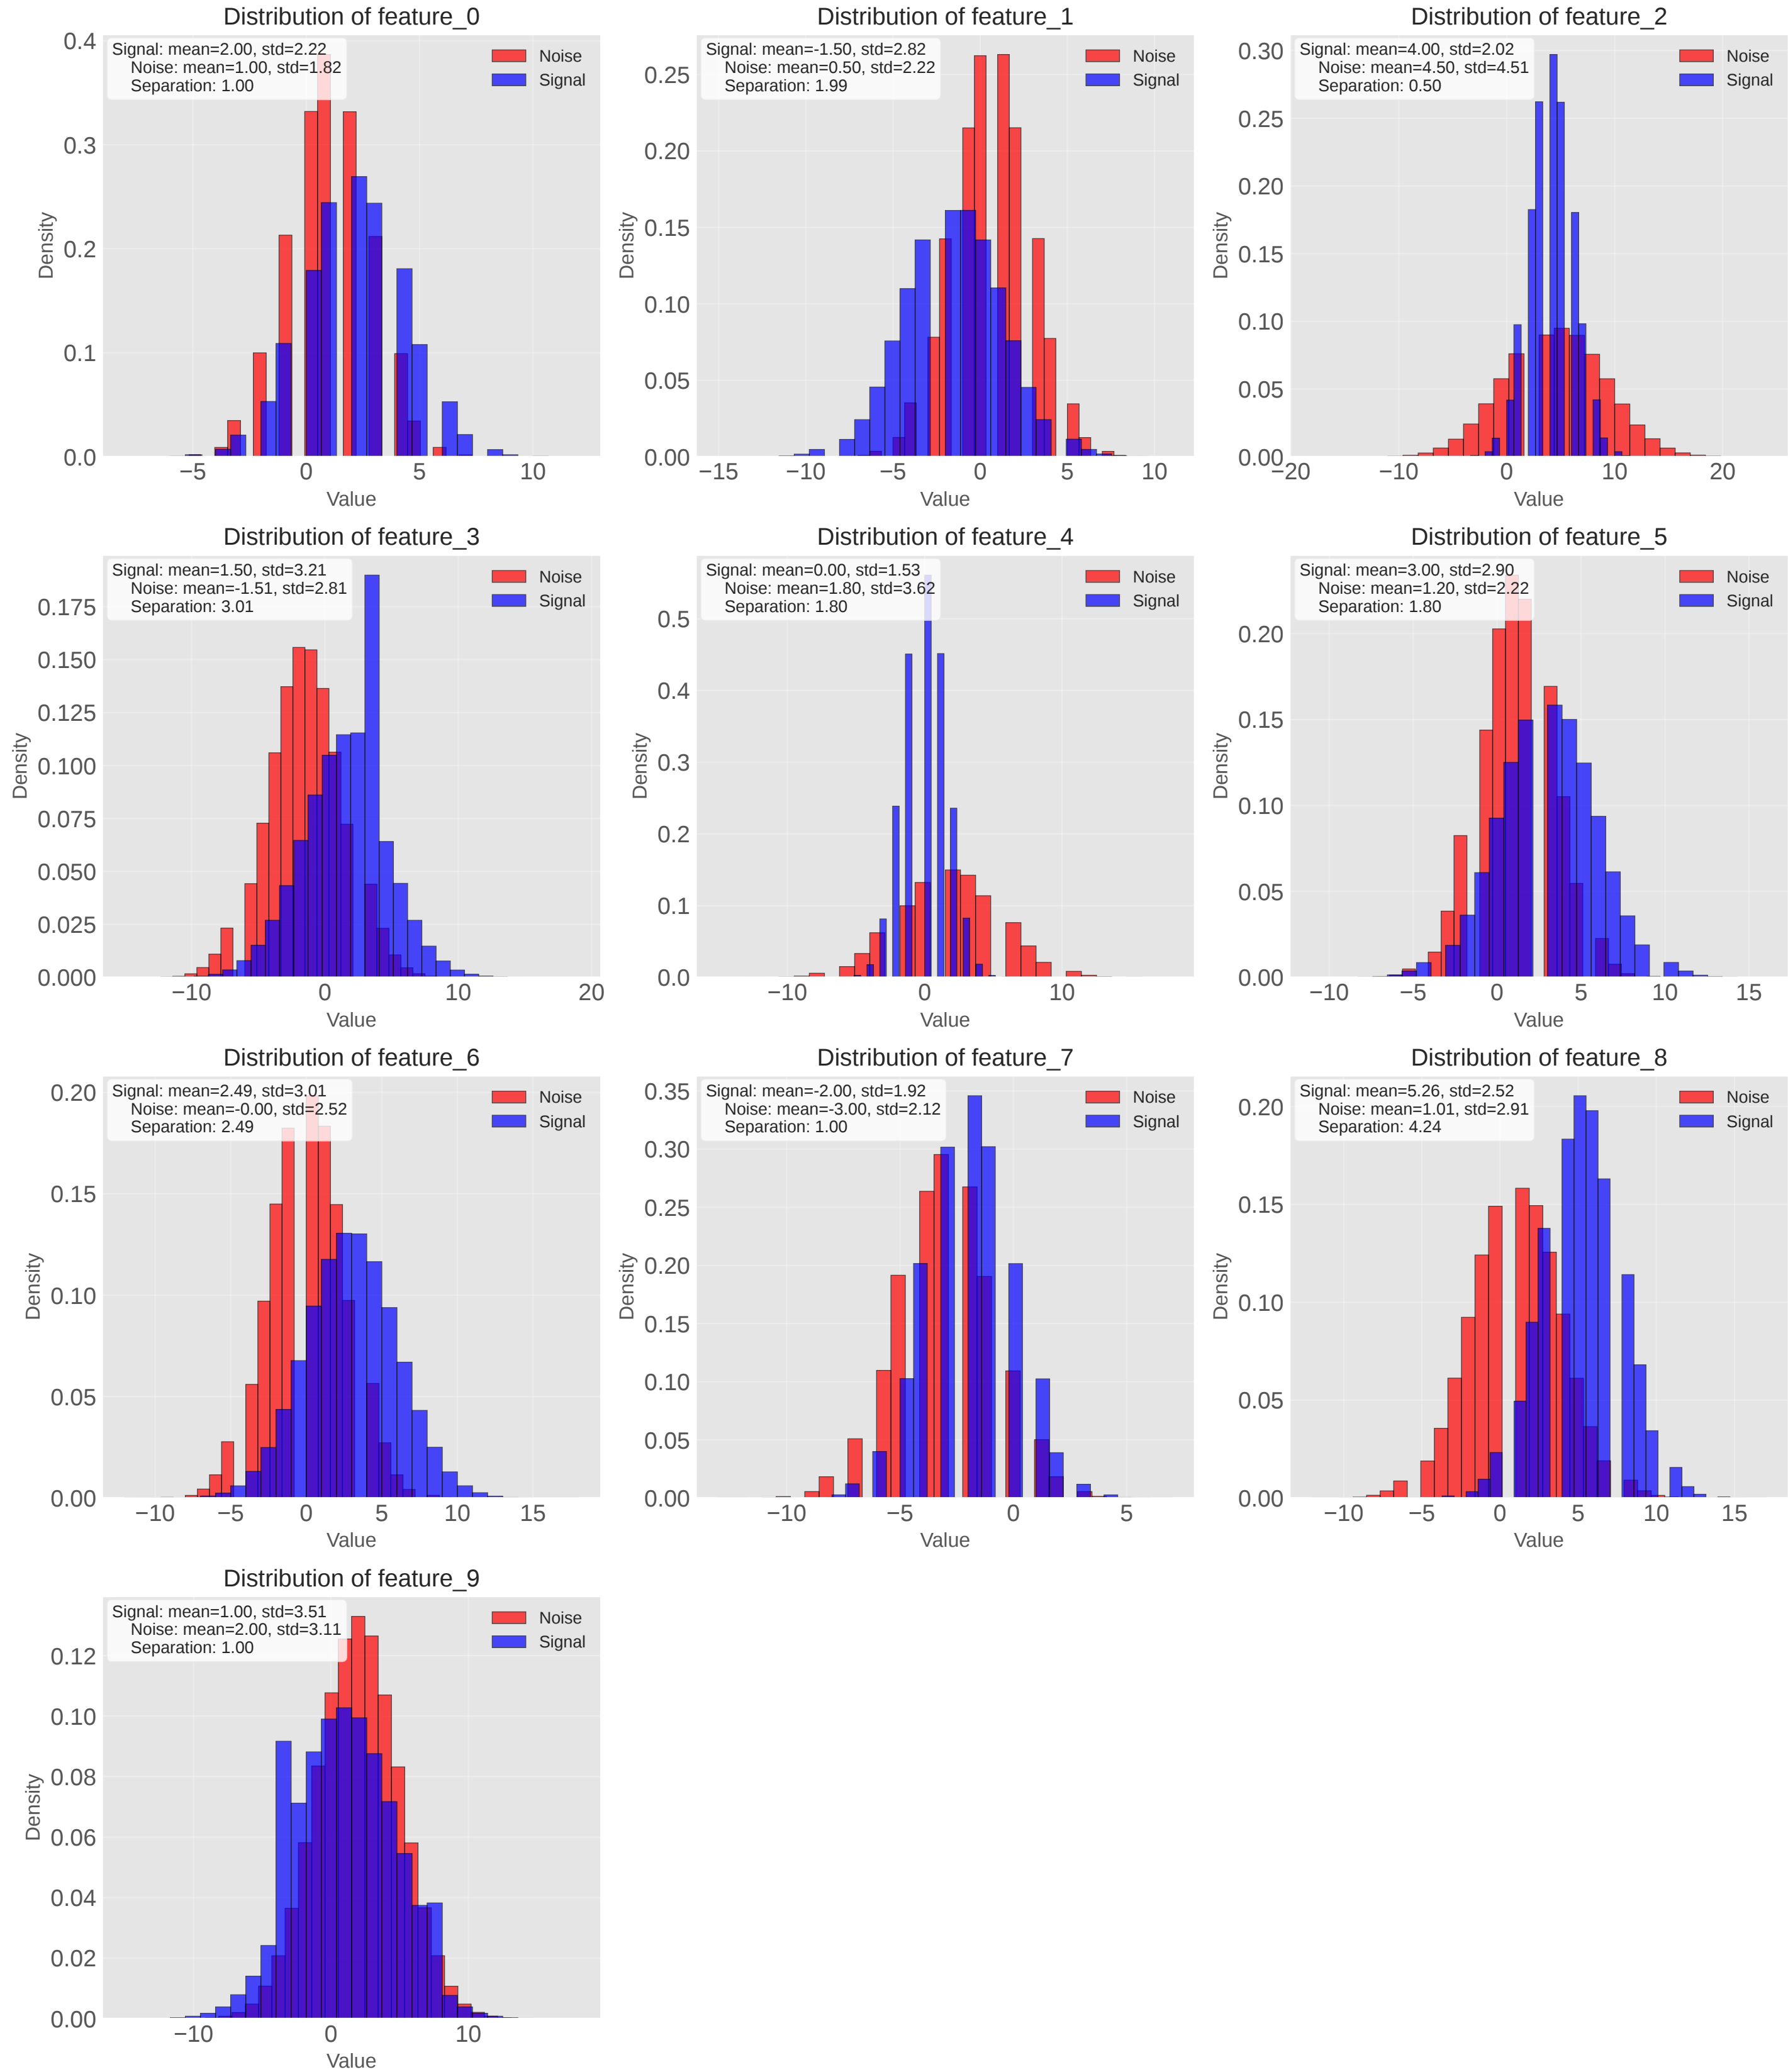 Distribution of feature_0
Signal: mean=2.00, std=2.22
Noise: mean=1.00, std=1.82
Separation: 1.00
Noise
Signal
0.4
0.3
0.2
0.1
0.0
Density
−5
0
5
10
Value
Distribution of feature_1
Signal: mean=-1.50, std=2.82
Noise: mean=0.50, std=2.22
Separation: 1.99
Noise
Signal
0.25
0.20
0.15
0.10
0.05
0.00
Density
−15
−10
−5
0
5
10
Value
Distribution of feature_2
Signal: mean=4.00, std=2.02
Noise: mean=4.50, std=4.51
Separation: 0.50
Noise
Signal
0.30
0.25
0.20
0.15
0.10
0.05
0.00
Density
−20
−10
0
10
20
Value
Distribution of feature_3
Signal: mean=1.50, std=3.21
Noise: mean=-1.51, std=2.81
Separation: 3.01
Noise
Signal
0.175
0.150
0.125
0.100
0.075
0.050
0.025
0.000
Density
−10
0
10
20
Value
Distribution of feature_4
Signal: mean=0.00, std=1.53
Noise: mean=1.80, std=3.62
Separation: 1.80
Noise
Signal
0.5
0.4
0.3
0.2
0.1
0.0
Density
−10
0
10
Value
Distribution of feature_5
Signal: mean=3.00, std=2.90
Noise: mean=1.20, std=2.22
Separation: 1.80
Noise
Signal
0.20
0.15
0.10
0.05
0.00
Density
−10
−5
0
5
10
15
Value
Distribution of feature_6
Signal: mean=2.49, std=3.01
Noise: mean=-0.00, std=2.52
Separation: 2.49
Noise
Signal
0.20
0.15
0.10
0.05
0.00
Density
−10
−5
0
5
10
15
Value
Distribution of feature_7
Signal: mean=-2.00, std=1.92
Noise: mean=-3.00, std=2.12
Separation: 1.00
Noise
Signal
0.35
0.30
0.25
0.20
0.15
0.10
0.05
0.00
Density
−10
−5
0
5
Value
Distribution of feature_8
Signal: mean=5.26, std=2.52
Noise: mean=1.01, std=2.91
Separation: 4.24
Noise
Signal
0.20
0.15
0.10
0.05
0.00
Density
−10
−5
0
5
10
15
Value
Distribution of feature_9
Signal: mean=1.00, std=3.51
Noise: mean=2.00, std=3.11
Separation: 1.00
Noise
Signal
0.12
0.10
0.08
0.06
0.04
0.02
0.00
Density
−10
0
10
Value